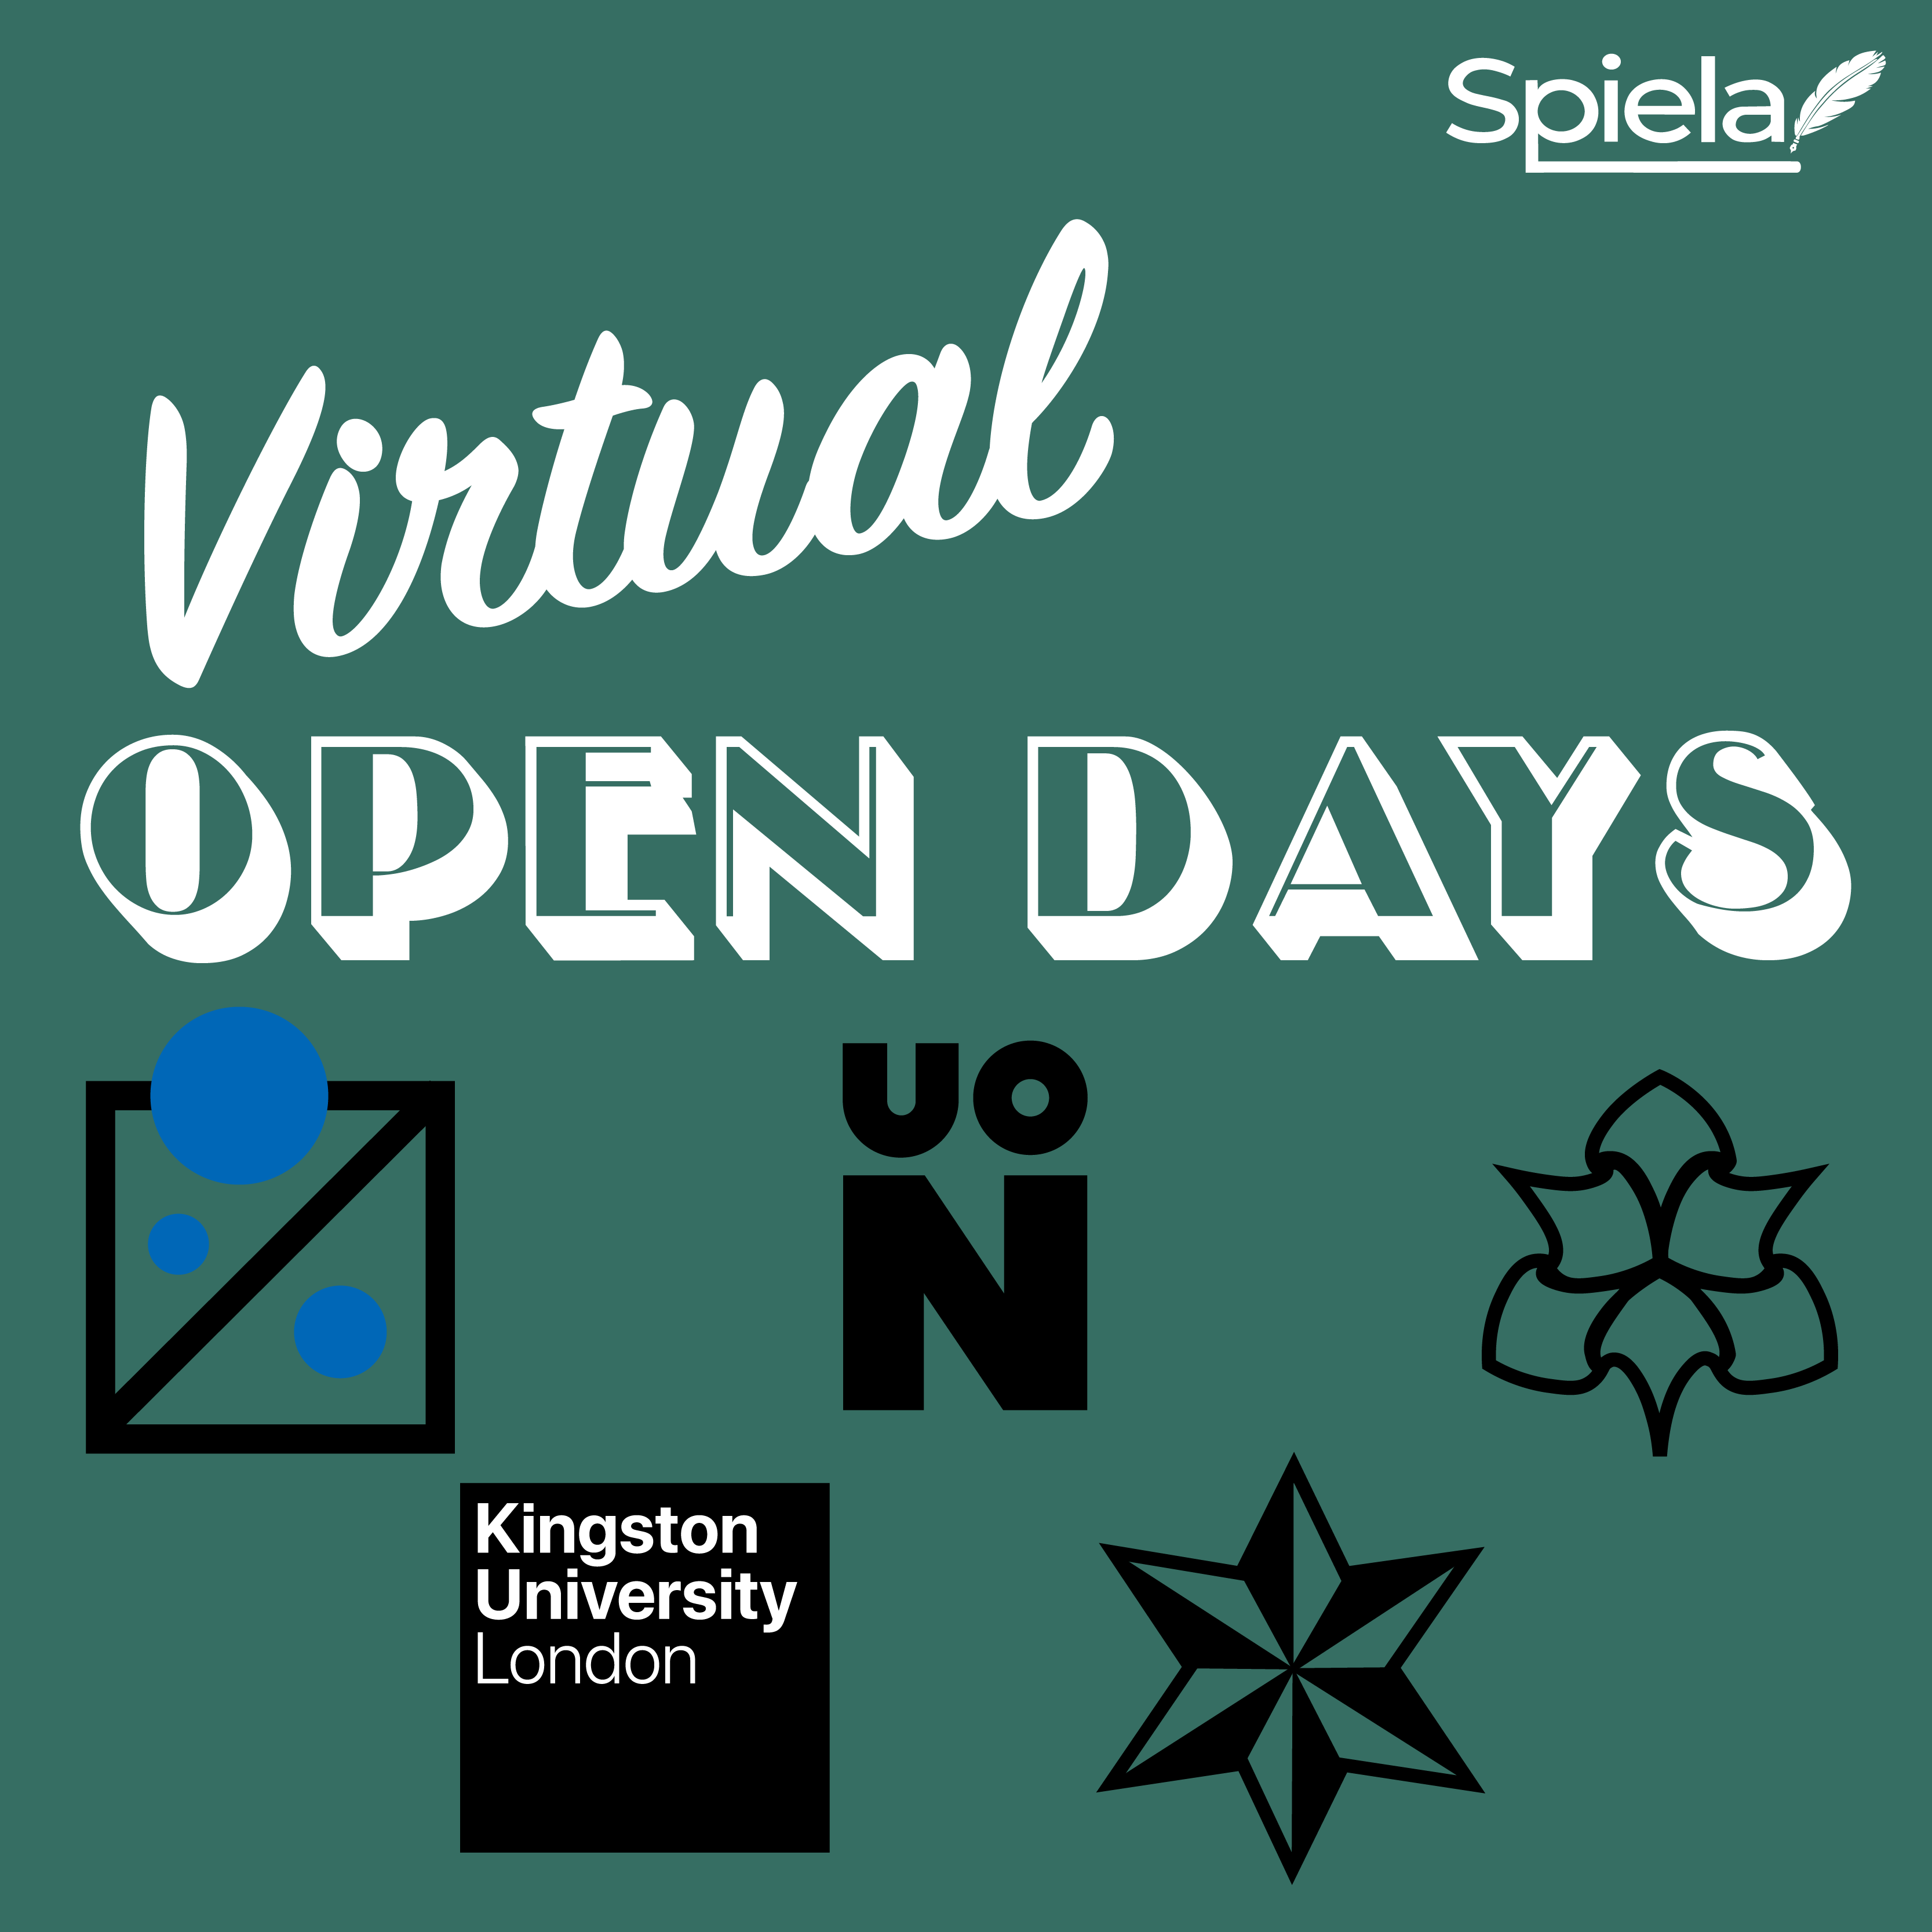 Spiela
Virtual
OPEN DAYS
UO
N
Kingston
University
London